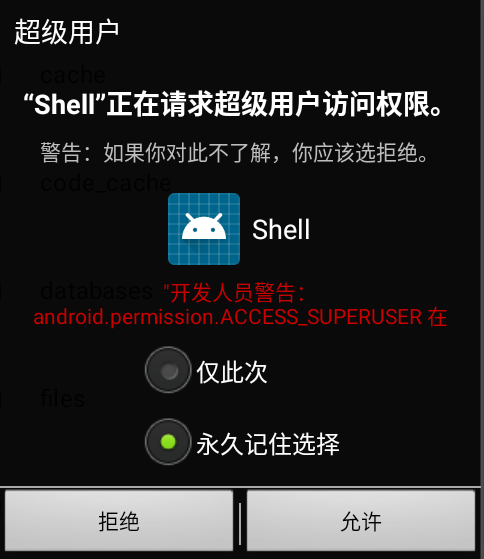 超级用户
cache
“Shell”正在请求超级用户访问权限。
警告：如果你对此不了解，你应该选拒绝。
code_cache
Shell
databases
"开发人员警告：
android.permission.ACCESS_SUPERUSER 在
仅此次
files
永久记住选择
拒绝
允许